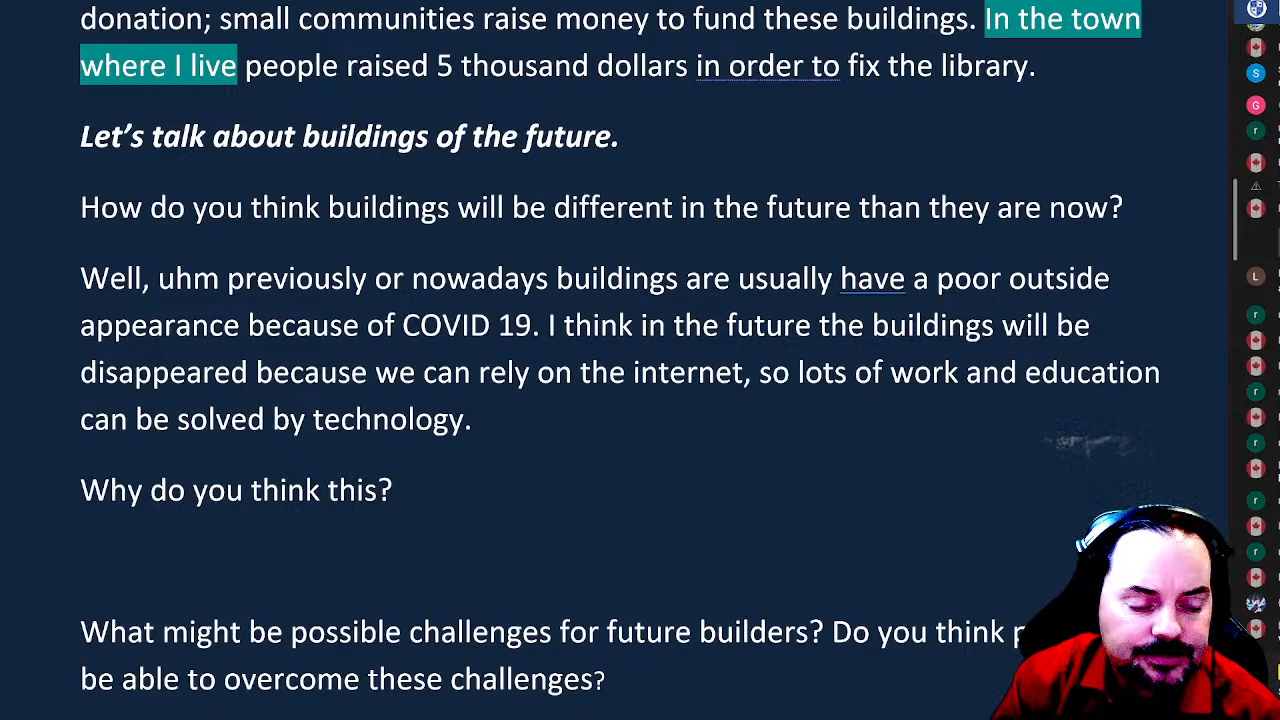 donation; small communities raise money to fund these buildings. In the town
where I live people raised 5 thousand dollars in order to fix the library.
Let's talk about buildings of the future.
How do you think buildings will be different in the future than they are now?
Well, uhm previously or nowadays buildings are usually have a poor outside
appearance because of COVID 19. I think in the future the buildings will be
disappeared because we can rely on the internet, so lots of work and education
can be solved by technology.
Why do you think this?
What might be possible challenges for future builders? Do you think
be able to overcome these challenges?
S
G
r
L
r
r
r
r
r